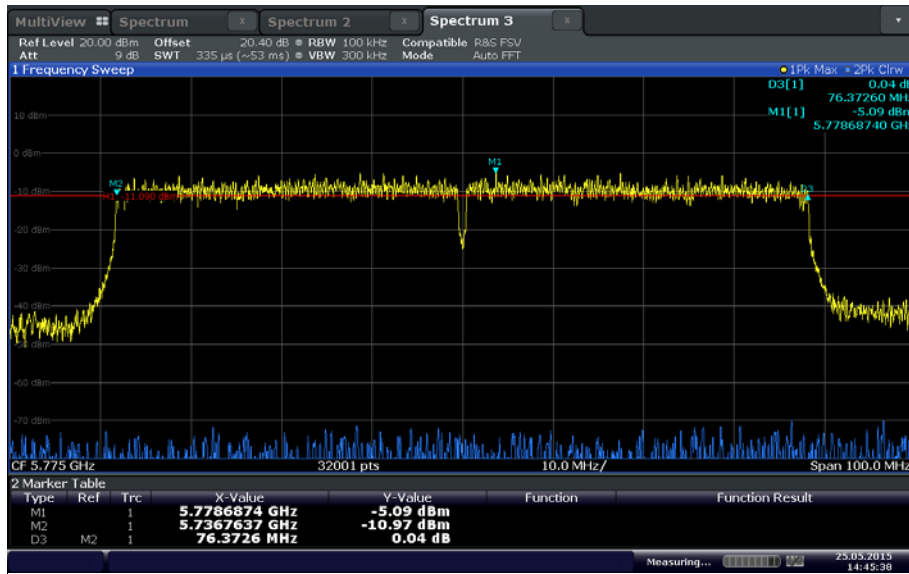 MultiView Spectrum x Spectrum 2 x Spectrum 3 x
Ref Level 20.00 dBm Offset 20.40 dB RBW 100 kHz Compatible R&S FSV
Att 9 dB SWT 335 µs (~53 ms) VBW 300 kHz Mode Auto FFT
1 Frequency Sweep 1Pk Max 2Pk Clrw
D3[1] 0.04 dB
76.37260 MHz
M1[1] -5.09 dBm
5.77868740 GHz
10 dBm
0 dBm
M1
M2
-10 dBm
D3
-20 dBm
-30 dBm
-40 dBm
-50 dBm
-60 dBm
-70 dBm
CF 5.775 GHz 32001 pts 10.0 MHz/ Span 100.0 MHz
2 Marker Table
Type Ref Trc X-Value Y-Value Function Function Result
M1 1 5.7786874 GHz -5.09 dBm
M2 1 5.7367637 GHz -10.97 dBm
D3 M2 1 76.3726 MHz 0.04 dB
Measuring... 25.05.2015
14:45:30